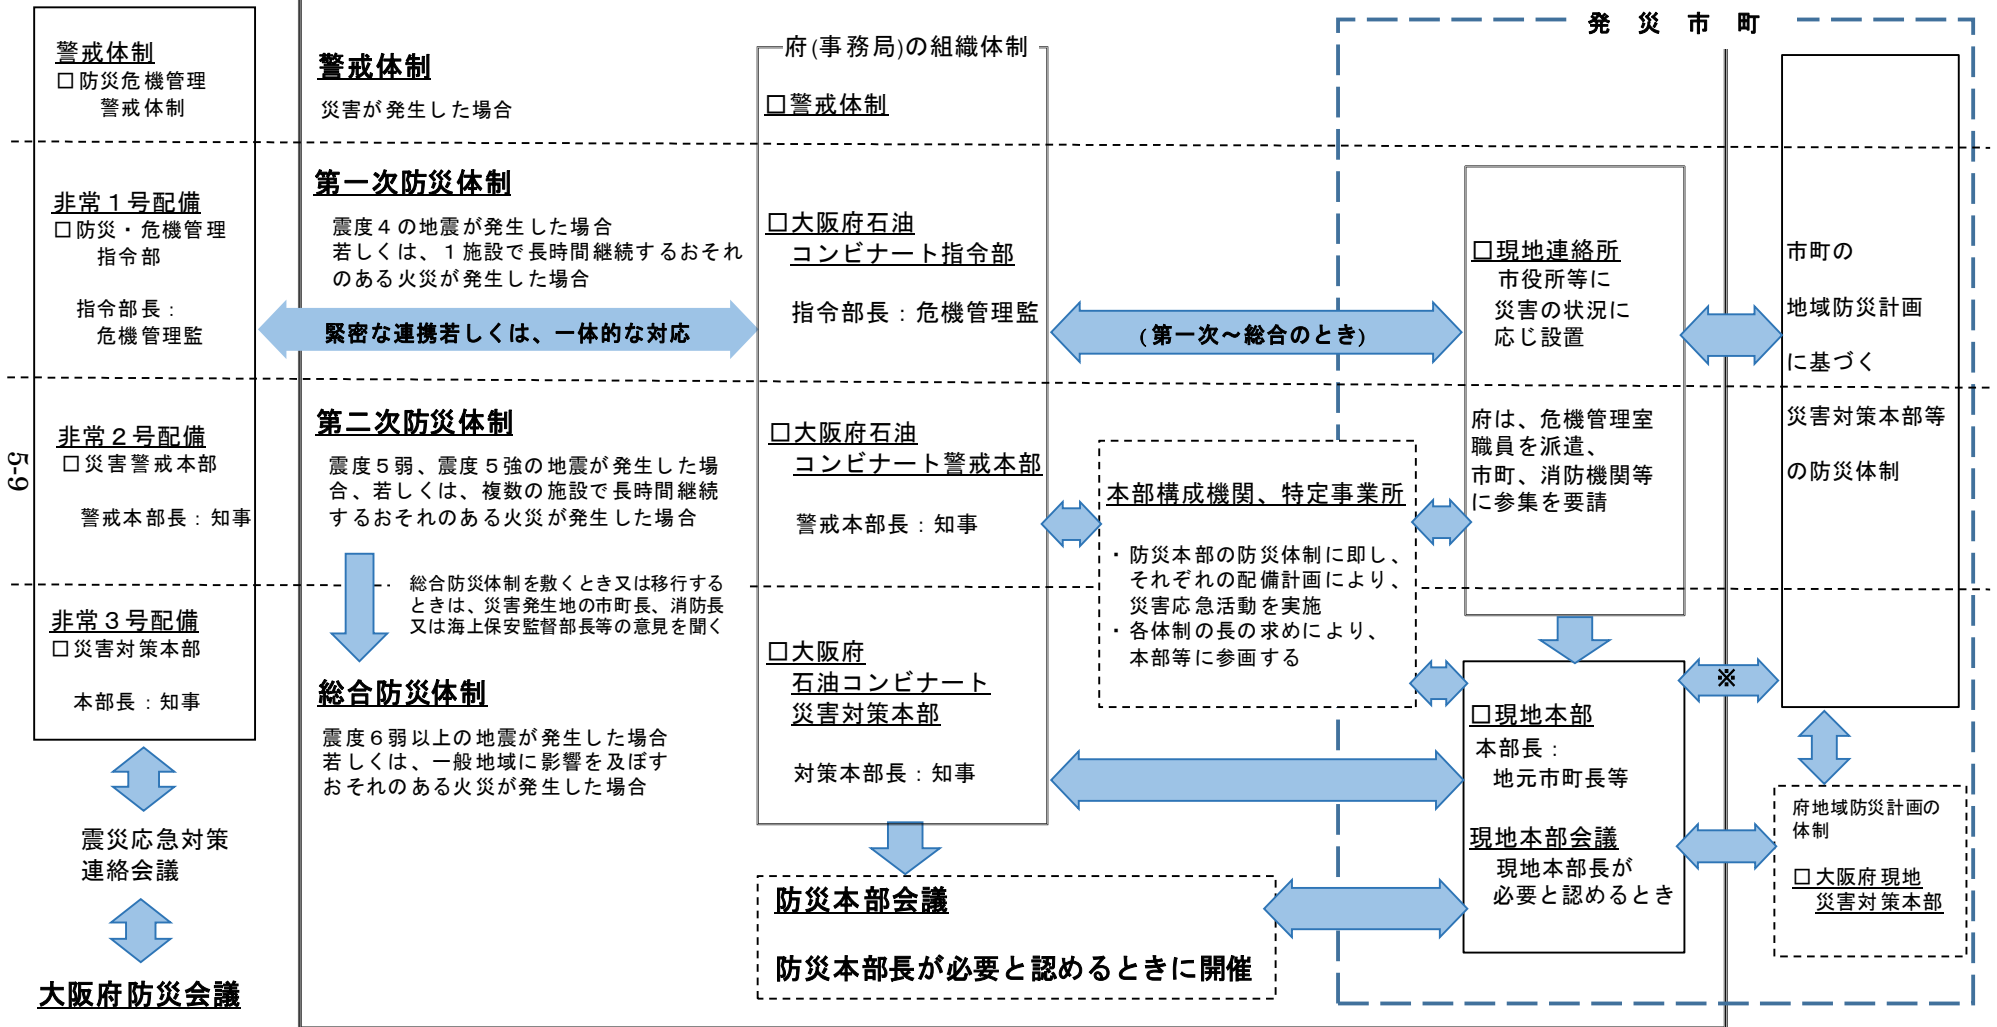 警戒体制
□防災危機管理
警戒体制
非常１号配備
□防災・危機管理
指令部
指令部長：
危機管理監
非常２号配備
□災害警戒本部
警戒本部長：知事
非常３号配備
□災害対策本部
本部長：知事
震災応急対策
連絡会議
大阪府防災会議
5-9
警戒体制
災害が発生した場合
第一次防災体制
震度４の地震が発生した場合
若しくは、１施設で長時間継続するおそれ
のある火災が発生した場合
緊密な連携若しくは、一体的な対応
第二次防災体制
震度５弱、震度５強の地震が発生した場
合、若しくは、複数の施設で長時間継続
するおそれのある火災が発生した場合
総合防災体制を敷くとき又は移行する
ときは、災害発生地の市町長、消防長
又は海上保安監督部長等の意見を聞く
総合防災体制
震度６弱以上の地震が発生した場合
若しくは、一般地域に影響を及ぼす
おそれのある火災が発生した場合
府(事務局)の組織体制
□警戒体制
□大阪府石油
コンビナート指令部
指令部長：危機管理監
□大阪府石油
コンビナート警戒本部
警戒本部長：知事
□大阪府
石油コンビナート
災害対策本部
対策本部長：知事
防災本部会議
防災本部長が必要と認めるときに開催
(第一次～総合のとき)
本部構成機関、特定事業所
・防災本部の防災体制に即し、
それぞれの配備計画により、
災害応急活動を実施
・各体制の長の求めにより、
本部等に参画する
発災市町
□現地連絡所
市役所等に
災害の状況に
応じ設置
府は、危機管理室
職員を派遣、
市町、消防機関等
に参集を要請
□現地本部
本部長：
地元市町長等
現地本部会議
現地本部長が
必要と認めるとき
※
市町の
地域防災計画
に基づく
災害対策本部等
の防災体制
府地域防災計画の
体制
□大阪府現地
災害対策本部